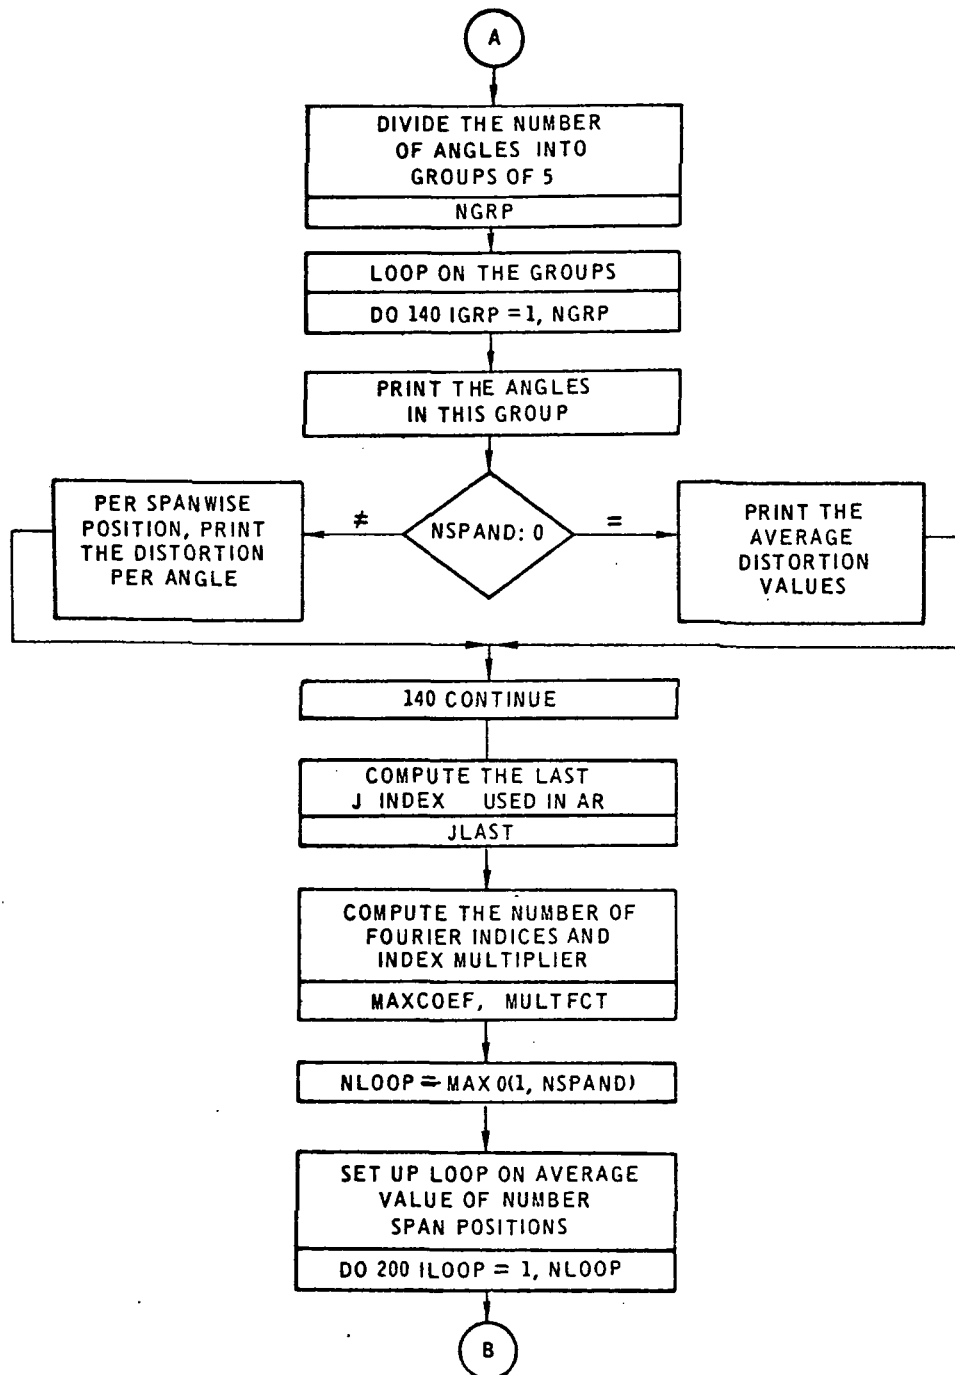 A
DIVIDE THE NUMBER
OF ANGLES INTO
GROUPS OF 5
NGRP
LOOP ON THE GROUPS
DO 140 IGRP = 1, NGRP
PRINT THE ANGLES
IN THIS GROUP
PER SPANWISE
POSITION, PRINT
THE DISTORTION
PER ANGLE
≠
NSPAND: 0
=
PRINT THE
AVERAGE
DISTORTION
VALUES
140 CONTINUE
COMPUTE THE LAST
J INDEX USED IN AR
JLAST
COMPUTE THE NUMBER OF
FOURIER INDICES AND
INDEX MULTIPLIER
MAXCOEF, MULTFCT
NLOOP = MAX 0(1, NSPAND)
SET UP LOOP ON AVERAGE
VALUE OF NUMBER
SPAN POSITIONS
DO 200 ILOOP = 1, NLOOP
B